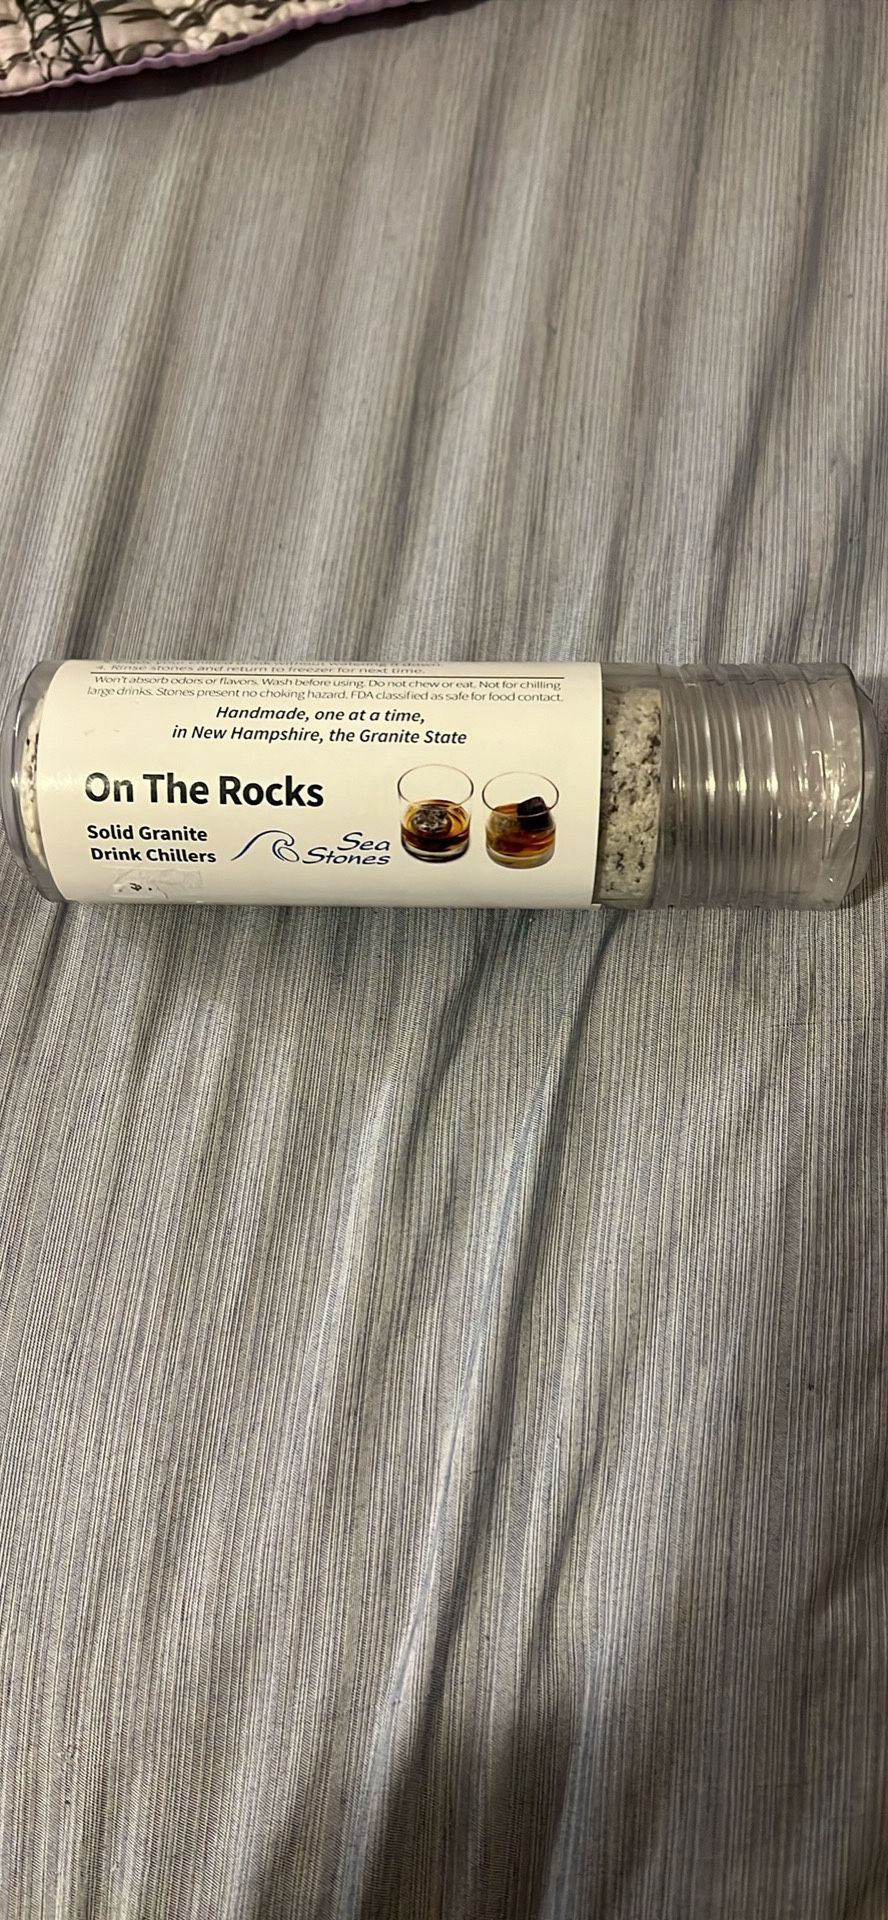 4. Rinse stones and return to freezer for next time.
Won't absorb odors or flavors. Wash before using. Do not chew or eat. Not for chilling
large drinks. Stones present no choking hazard. FDA classified as safe for food contact.
Handmade, one at a time,
in New Hampshire, the Granite State
On The Rocks
Solid Granite
Drink Chillers
Sea
Stones